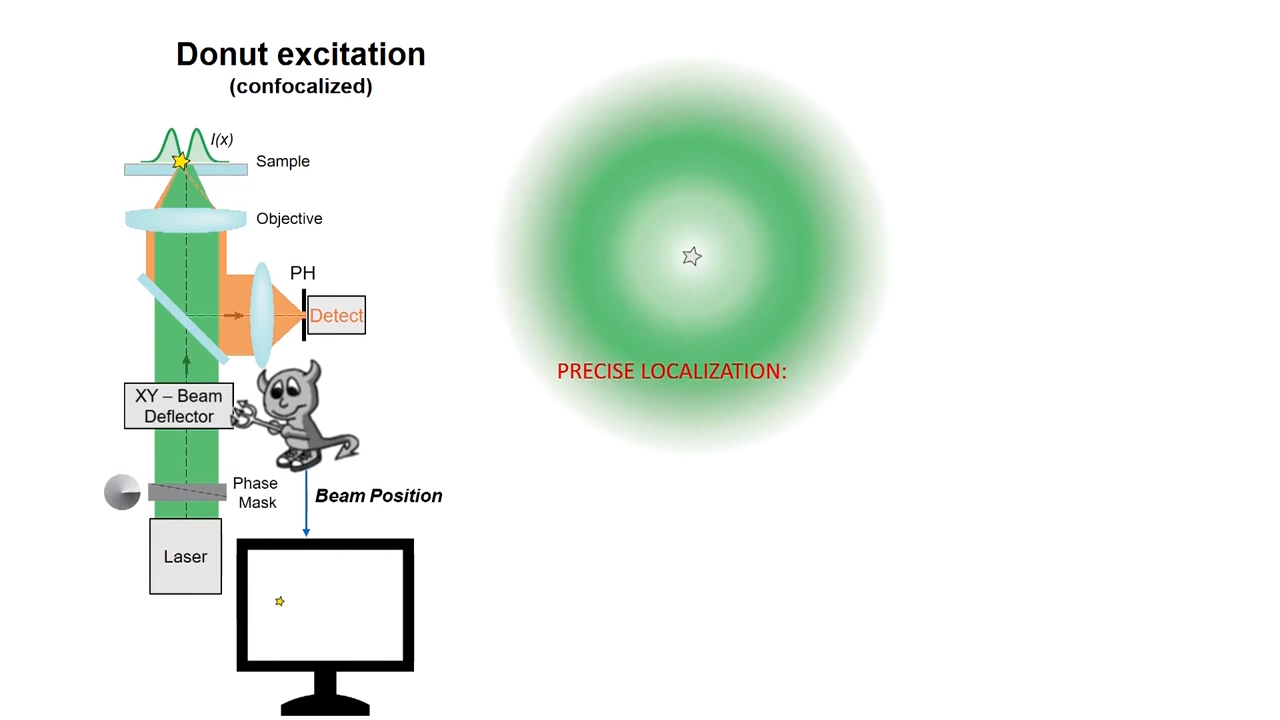 Donut excitation
(confocalized)
I(x)
Sample
Objective
PH
Detect
PRECISE LOCALIZATION:
XY – Beam
Deflector
Phase
Mask
Beam Position
Laser